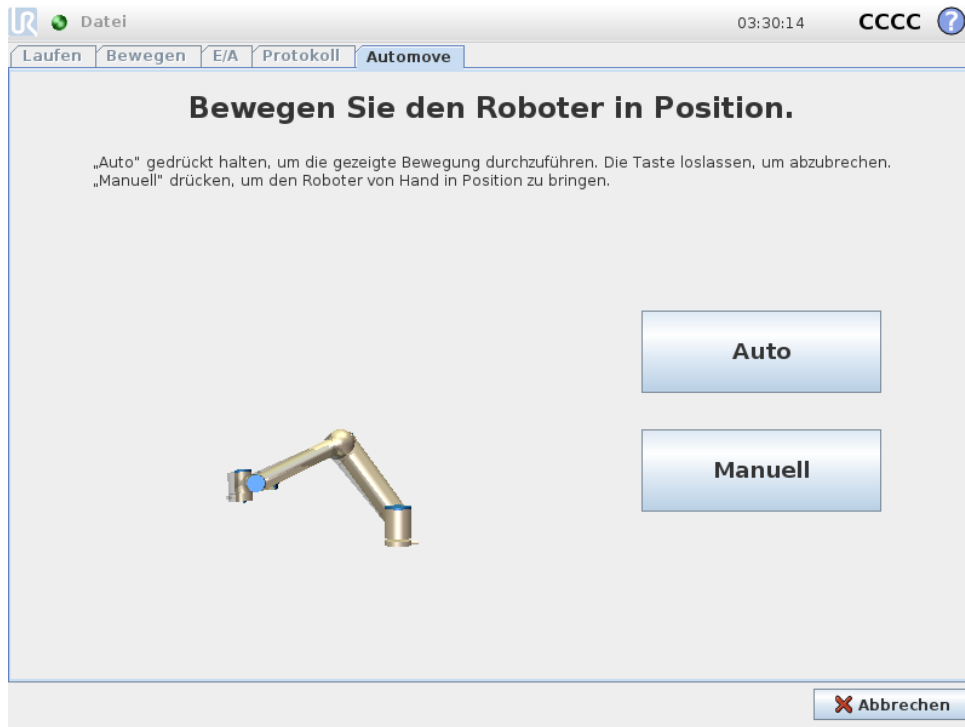 UR Datei 03:30:14 CCCC ?
Laufen Bewegen E/A Protokoll Automove
Bewegen Sie den Roboter in Position.
„Auto" gedrückt halten, um die gezeigte Bewegung durchzuführen. Die Taste loslassen, um abzubrechen.
„Manuell" drücken, um den Roboter von Hand in Position zu bringen.
Auto
Manuell
Abbrechen